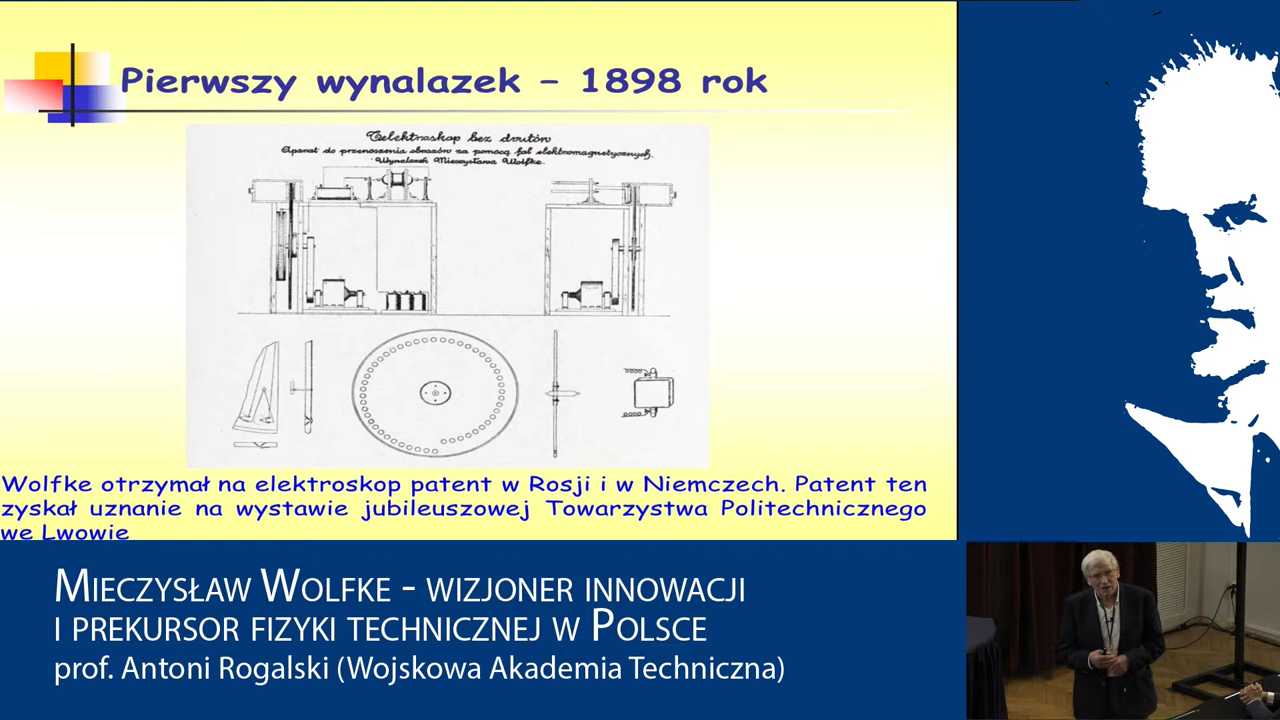 Pierwszy wynalazek – 1898 rok
Telektroskop bez drutów
Aparat do przenoszenia obrazów za pomocą fal elektromagnetycznych.
Wynalazek Mieczysława Wolfke.
Wolfke otrzymał na elektroskop patent w Rosji i w Niemczech. Patent ten
zyskał uznanie na wystawie jubileuszowej Towarzystwa Politechnicznego
we Lwowie
Mieczysław Wolfke - wizjoner innowacji
i prekursor fizyki technicznej w Polsce
prof. Antoni Rogalski (Wojskowa Akademia Techniczna)